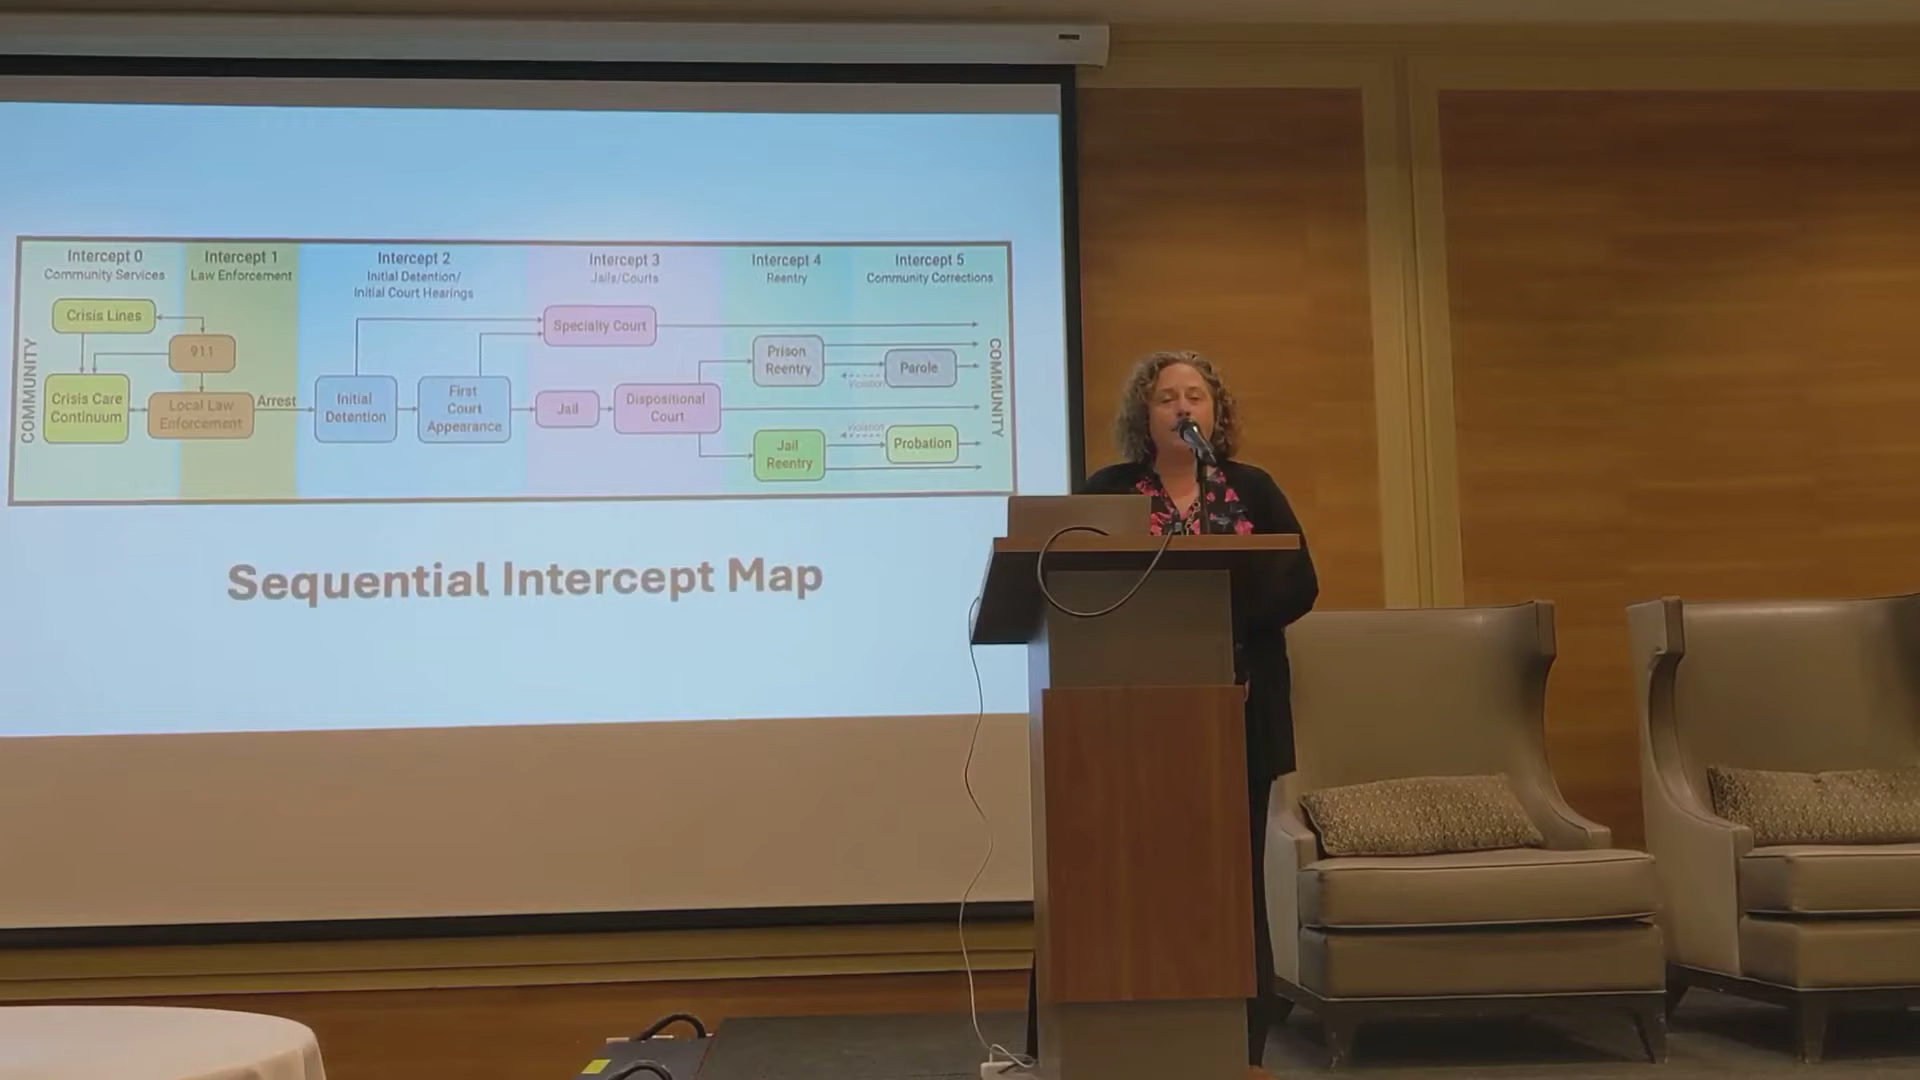 Intercept 0
Community Services
Intercept 1
Law Enforcement
Intercept 2
Initial Detention/
Initial Court Hearings
Intercept 3
Jails/Courts
Intercept 4
Reentry
Intercept 5
Community Corrections
COMMUNITY
Crisis Lines
911
Crisis Care
Continuum
Local Law
Enforcement
Arrest
Initial
Detention
First
Court
Appearance
Specialty Court
Jail
Dispositional
Court
Prison
Reentry
Violation
Parole
Jail
Reentry
Violation
Probation
COMMUNITY
Sequential Intercept Map